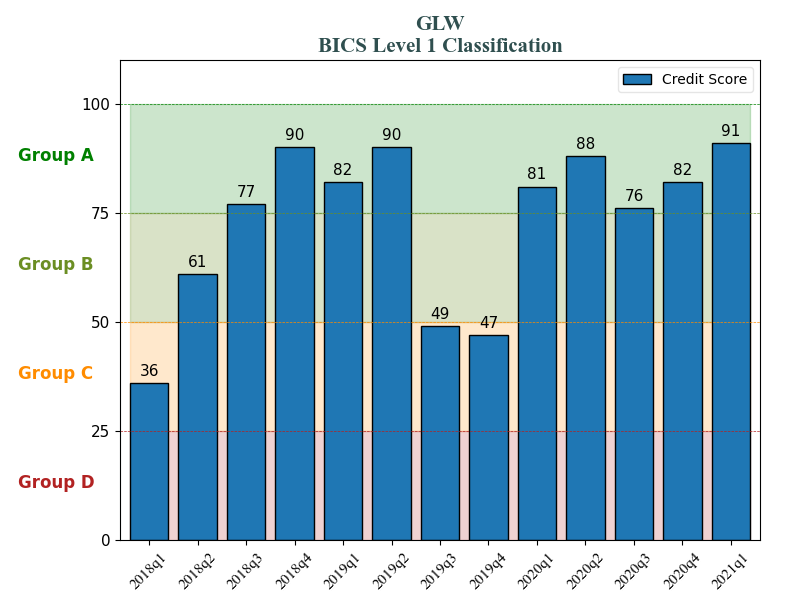 GLW
BICS Level 1 Classification
Credit Score
100
75
50
25
0
Group A
Group B
Group C
Group D
36
61
77
90
82
90
49
47
81
88
76
82
91
2018q1
2018q2
2018q3
2018q4
2019q1
2019q2
2019q3
2019q4
2020q1
2020q2
2020q3
2020q4
2021q1